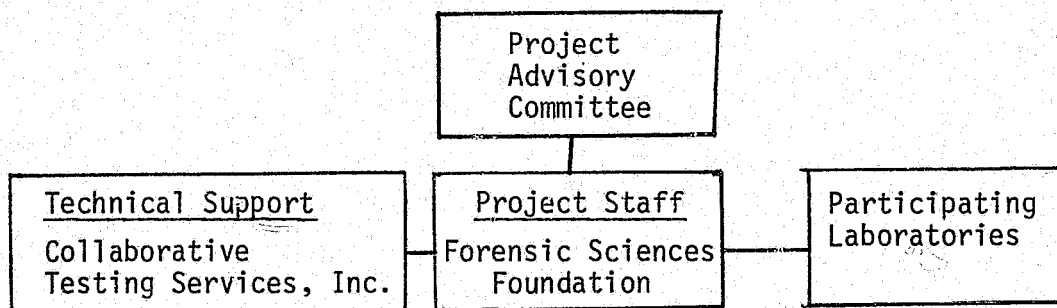 Project
Advisory
Committee
Technical Support
Collaborative
Testing Services, Inc.
Project Staff
Forensic Sciences
Foundation
Participating
Laboratories